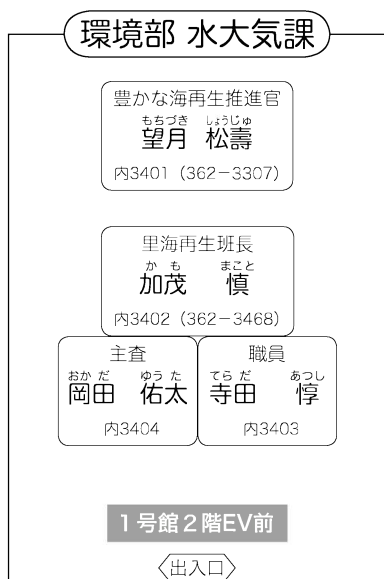 環境部 水大気課
豊かな海再生推進官
もちづき しょうじゅ
望月 松壽
内3401（362−3307）
里海再生班長
かも まこと
加茂 慎
内3402（362−3468）
主査
おかだ ゆうた
岡田 佑太
内3404
職員
てらだ あつし
寺田 惇
内3403
1号館2階EV前
〈出入口〉